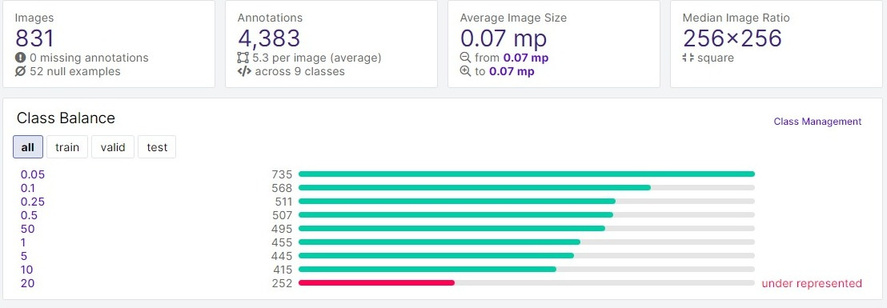 Images
831
0 missing annotations
52 null examples
Annotations
4,383
5.3 per image (average)
across 9 classes
Average Image Size
0.07 mp
from 0.07 mp
to 0.07 mp
Median Image Ratio
256×256
square
Class Balance
Class Management
all train valid test
0.05 735
0.1 568
0.25 511
0.5 507
50 495
1 455
5 445
10 415
20 252 under represented